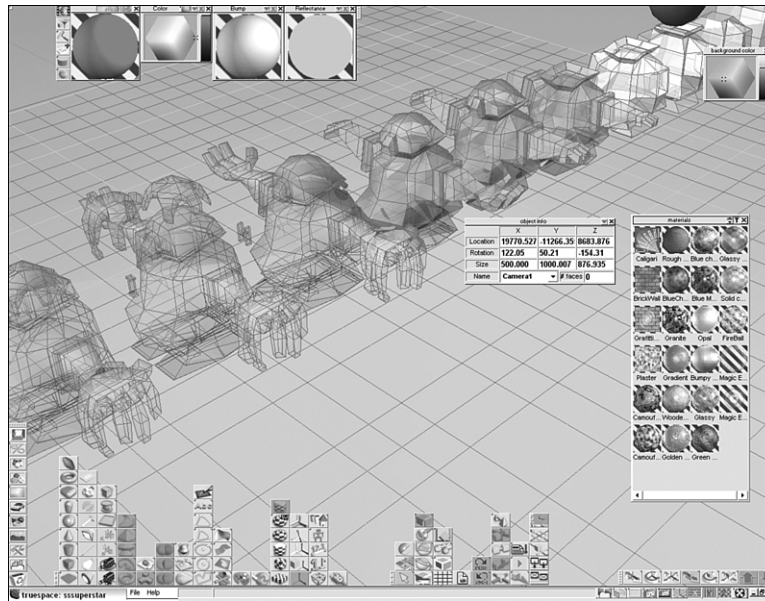 Color
Bump
Reflectance
background color
object info
X Y Z
Location 19770.527 -11266.35 8683.876
Rotation 122.05 50.21 -154.31
Size 500.000 1000.007 876.935
Name Camera1 # faces 0
materials
Caligari Rough ... Blue ch... Glassy ...
BrickWall BlueCh... Blue M... Solid c...
Grafitti... Granite Opal FireBall
Plaster Gradient Bumpy ... Magic E...
Camouf... Woode... Glassy Magic E...
Camouf... Golden ... Green ...
truespace: sssuperstar File Help